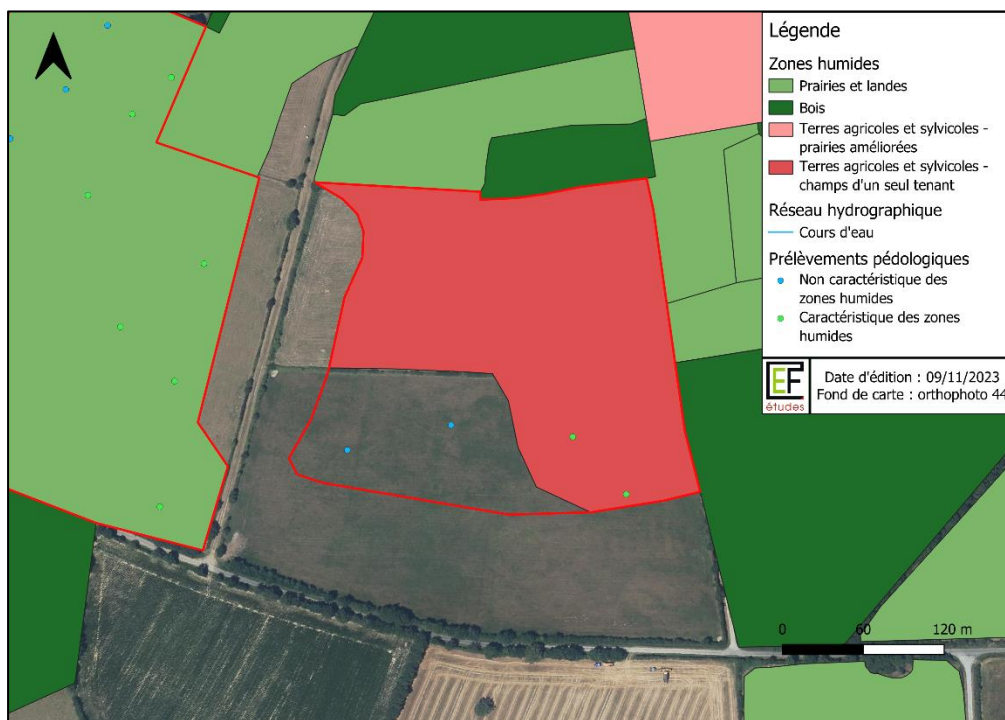 Légende
Zones humides
Prairies et landes
Bois
Terres agricoles et sylvicoles -
prairies améliorées
Terres agricoles et sylvicoles -
champs d'un seul tenant
Réseau hydrographique
Cours d'eau
Prélèvements pédologiques
Non caractéristique des
zones humides
Caractéristique des zones
humides
EF
études
Date d'édition : 09/11/2023
Fond de carte : orthophoto 44
0 60 120 m